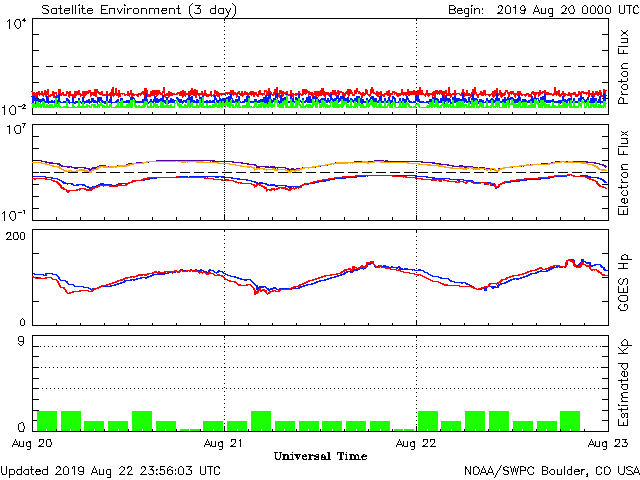 Satellite Environment (3 day)
Begin: 2019 Aug 20 0000 UTC
10^4
10^-2
Proton Flux
10^7
10^-1
Electron Flux
200
0
GOES Hp
9
0
Estimated Kp
Aug 20
Aug 21
Aug 22
Aug 23
Universal Time
Updated 2019 Aug 22 23:56:03 UTC
NOAA/SWPC Boulder, CO USA